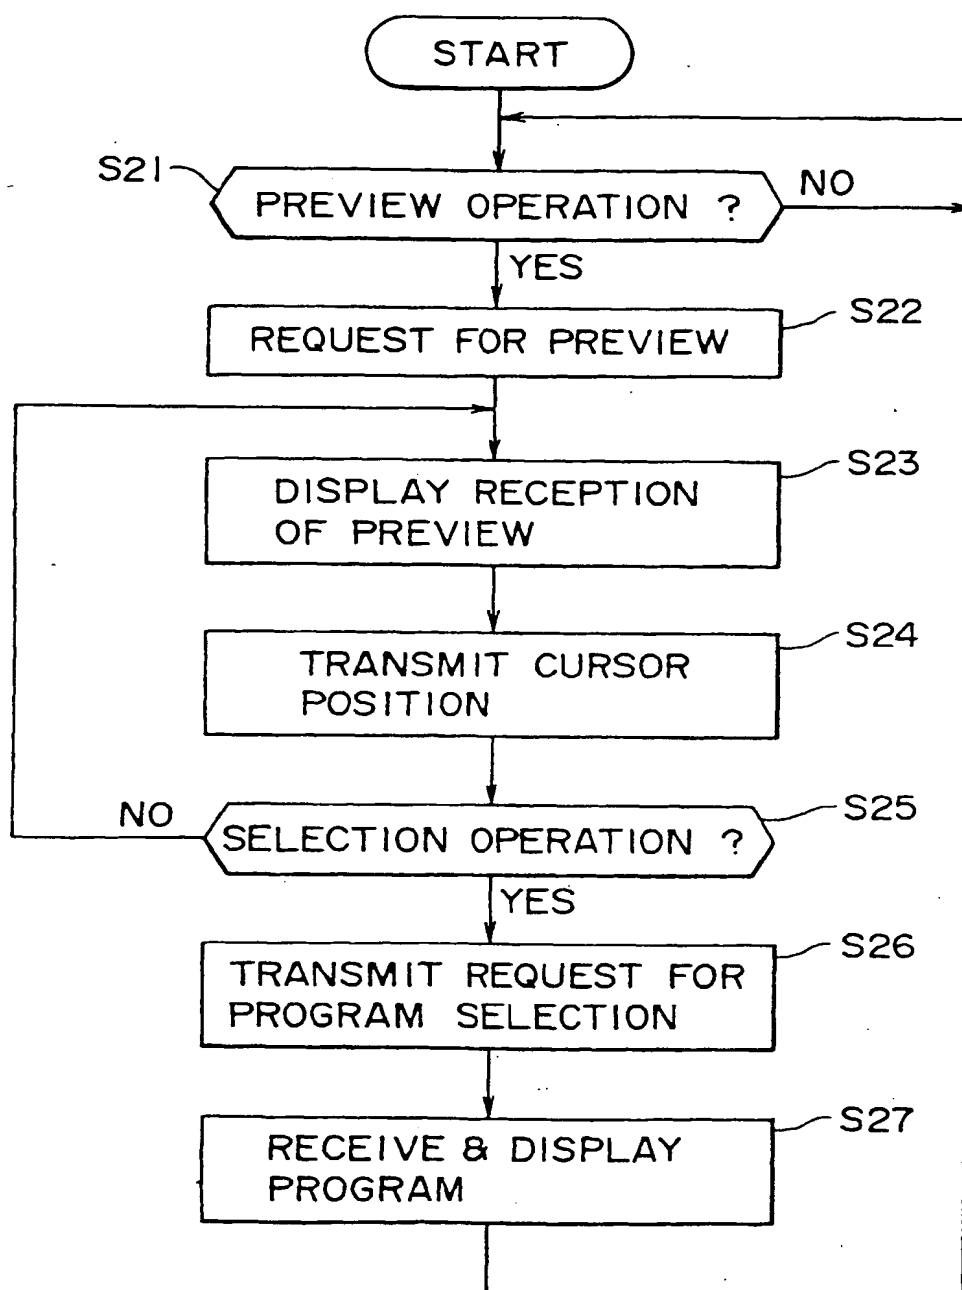 START
S21
PREVIEW OPERATION ?
NO
YES
S22
REQUEST FOR PREVIEW
S23
DISPLAY RECEPTION
OF PREVIEW
S24
TRANSMIT CURSOR
POSITION
NO
S25
SELECTION OPERATION ?
YES
S26
TRANSMIT REQUEST FOR
PROGRAM SELECTION
S27
RECEIVE & DISPLAY
PROGRAM